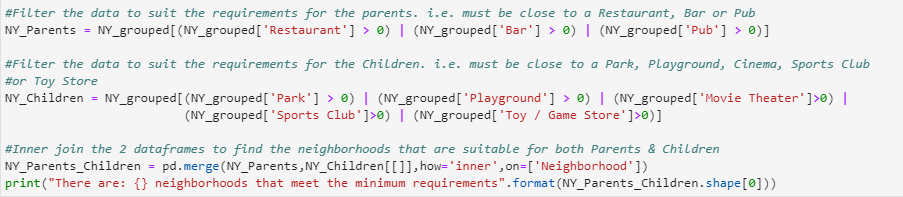 #Filter the data to suit the requirements for the parents. i.e. must be close to a Restaurant, Bar or Pub
NY_Parents = NY_grouped[(NY_grouped['Restaurant'] > 0) | (NY_grouped['Bar'] > 0) | (NY_grouped['Pub'] > 0)]
#Filter the data to suit the requirements for the Children. i.e. must be close to a Park, Playground, Cinema, Sports Club
#or Toy Store
NY_Children = NY_grouped[(NY_grouped['Park'] > 0) | (NY_grouped['Playground'] > 0) | (NY_grouped['Movie Theater']>0) |
(NY_grouped['Sports Club']>0) | (NY_grouped['Toy / Game Store']>0)]
#Inner join the 2 dataframes to find the neighborhoods that are suitable for both Parents & Children
NY_Parents_Children = pd.merge(NY_Parents,NY_Children[[]],how='inner',on=['Neighborhood'])
print("There are: {} neighborhoods that meet the minimum requirements".format(NY_Parents_Children.shape[0]))